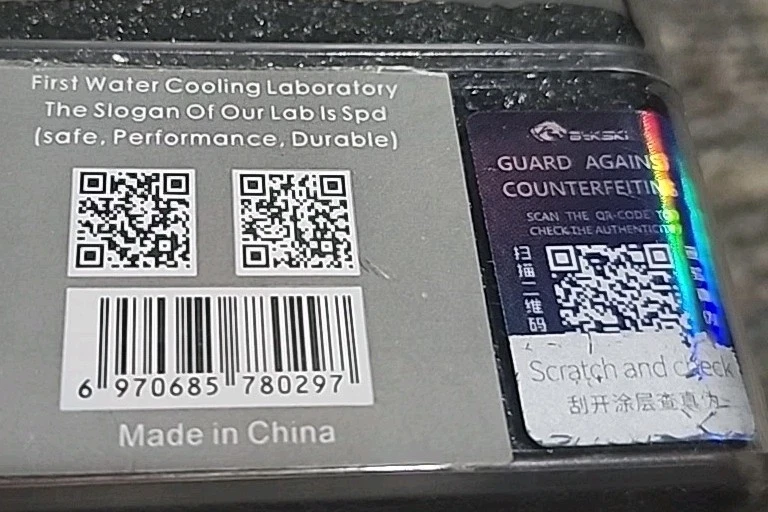 First Water Cooling Laboratory
The Slogan Of Our Lab Is Spd
(safe, Performance, Durable)
6 970685 780297
Made in China
BYKSKI
GUARD AGAINS
COUNTERFEITING
SCAN THE QR-CODE TO
CHECK THE AUTHENTICITY
扫描二维码
Scratch and check
刮开涂层查真伪